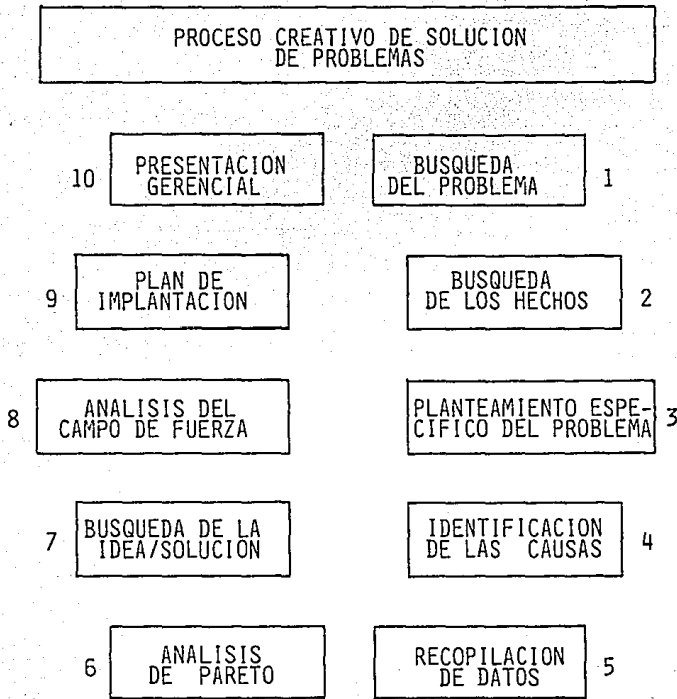 PROCESO CREATIVO DE SOLUCION
DE PROBLEMAS
10 PRESENTACION
GERENCIAL
BUSQUEDA
DEL PROBLEMA 1
9 PLAN DE
IMPLANTACION
BUSQUEDA
DE LOS HECHOS 2
8 ANALISIS DEL
CAMPO DE FUERZA
PLANTEAMIENTO ESPE-
CIFICO DEL PROBLEMA 3
7 BUSQUEDA DE LA
IDEA/SOLUCIÓN
IDENTIFICACION
DE LAS CAUSAS 4
6 ANALISIS
DE PARETO
RECOPILACION
DE DATOS 5